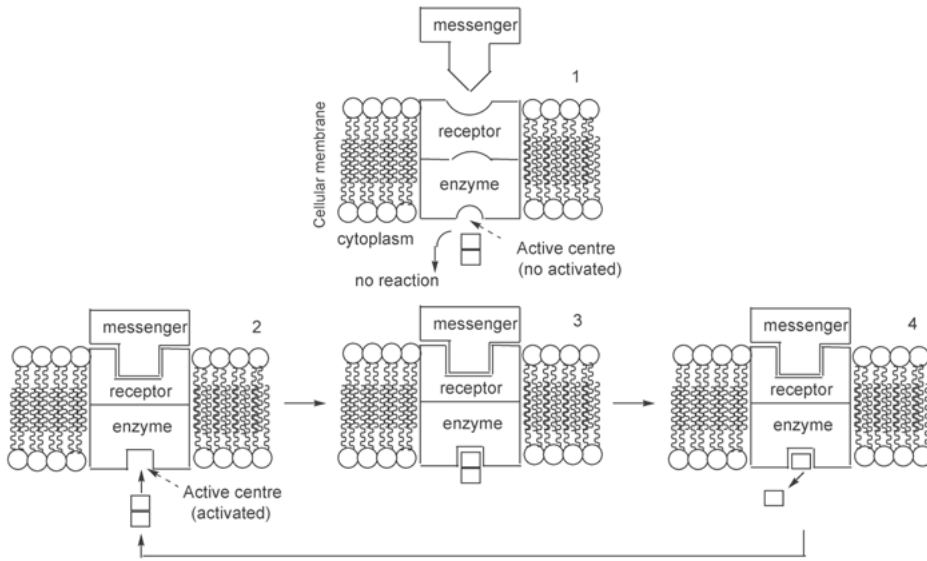 messenger
1
Cellular membrane
receptor
enzyme
cytoplasm
Active centre
(no activated)
no reaction
messenger
2
receptor
enzyme
Active centre
(activated)
messenger
3
receptor
enzyme
messenger
4
receptor
enzyme